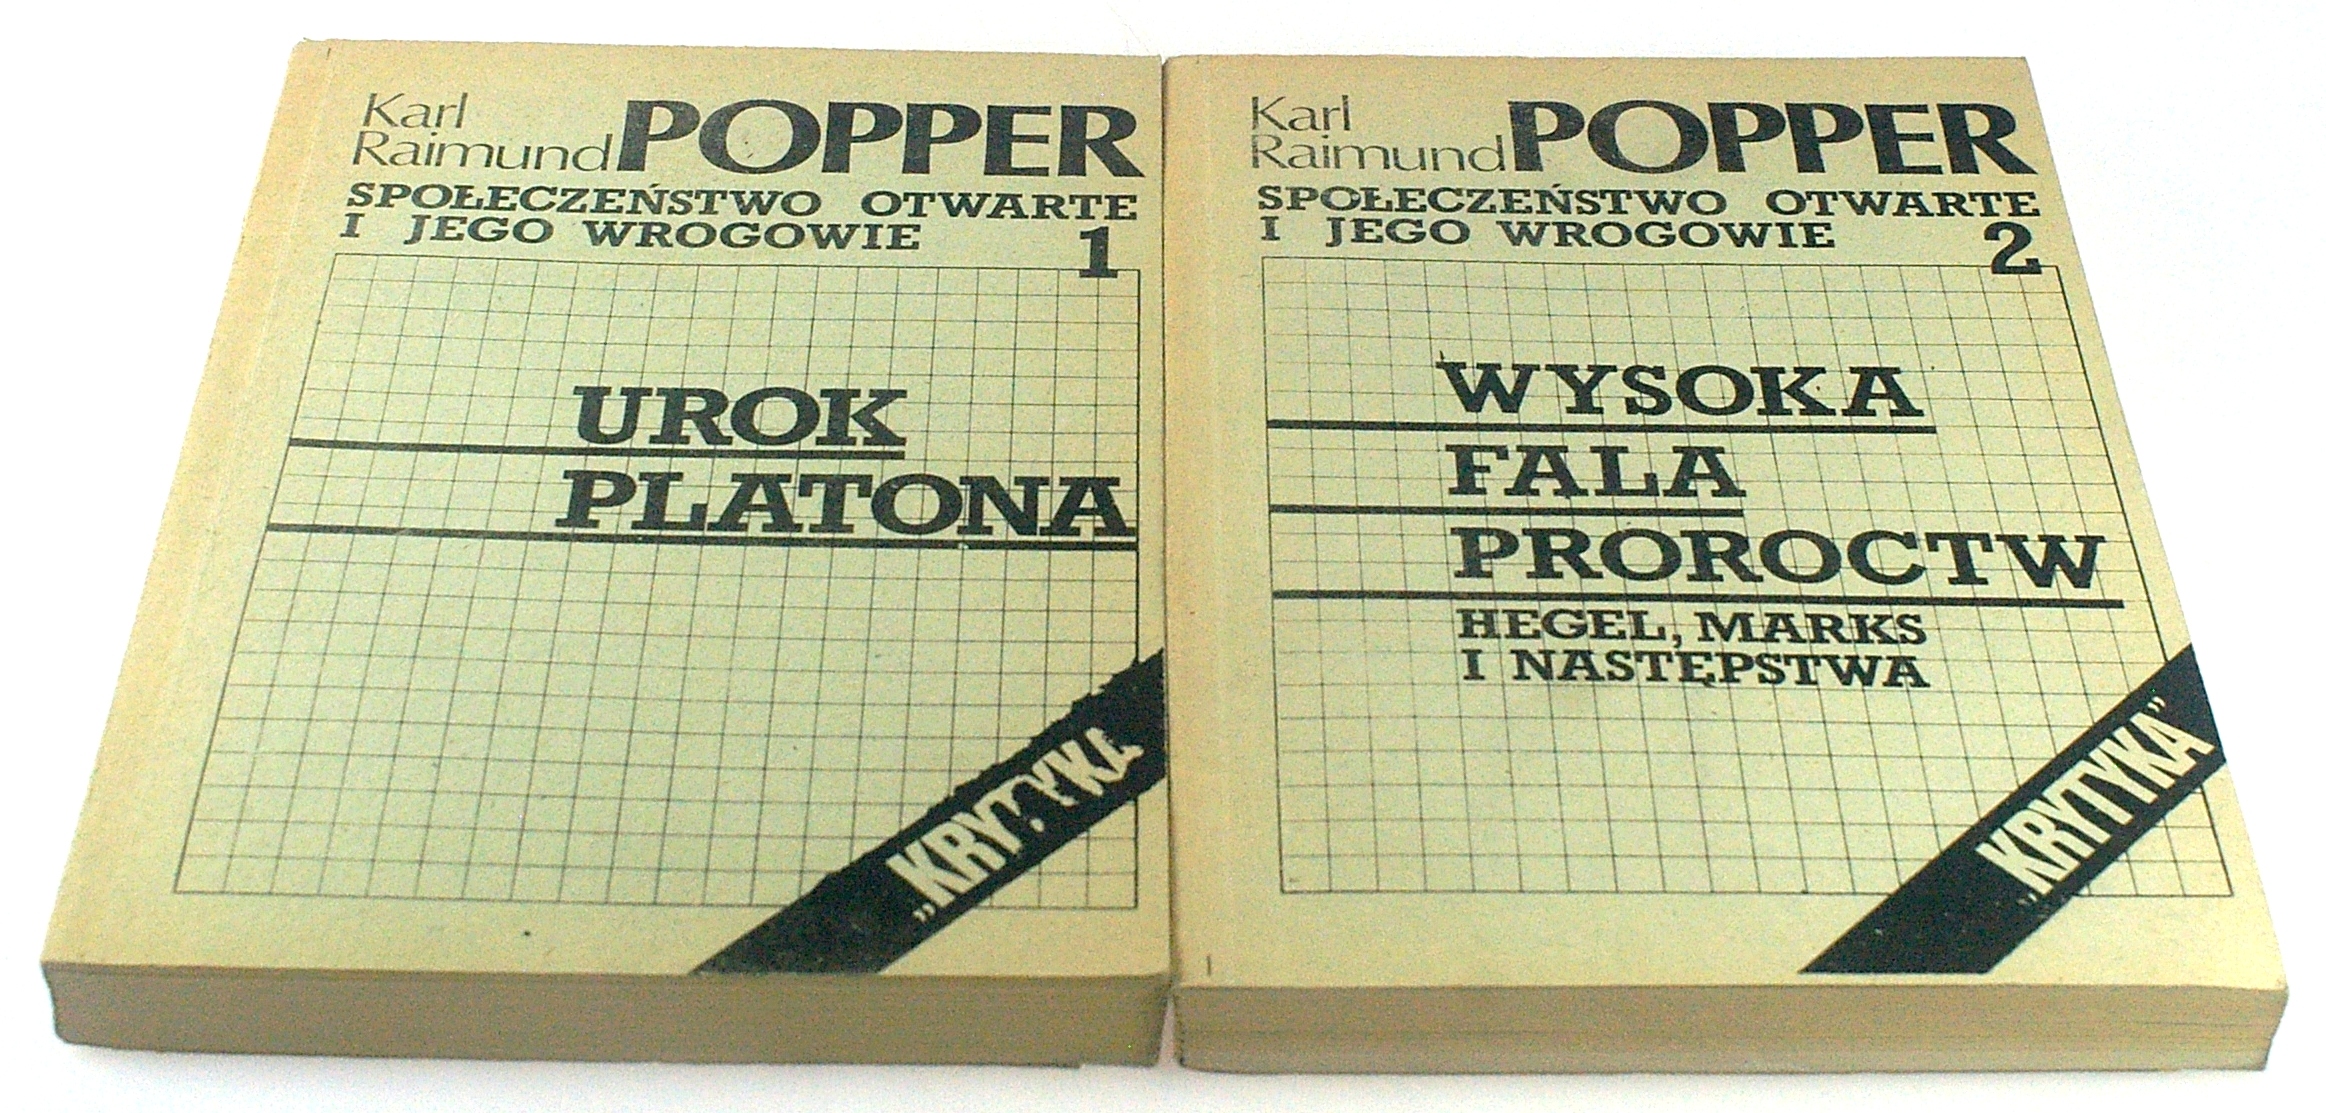 Karl
Raimund POPPER
SPOŁECZEŃSTWO OTWARTE
I JEGO WROGOWIE
1
UROK
PLATONA
„KRYTYKA
Karl
Raimund POPPER
SPOŁECZEŃSTWO OTWARTE
I JEGO WROGOWIE
2
WYSOKA
FALA
PROROCTW
HEGEL, MARKS
I NASTĘPSTWA
„KRYTYKA”